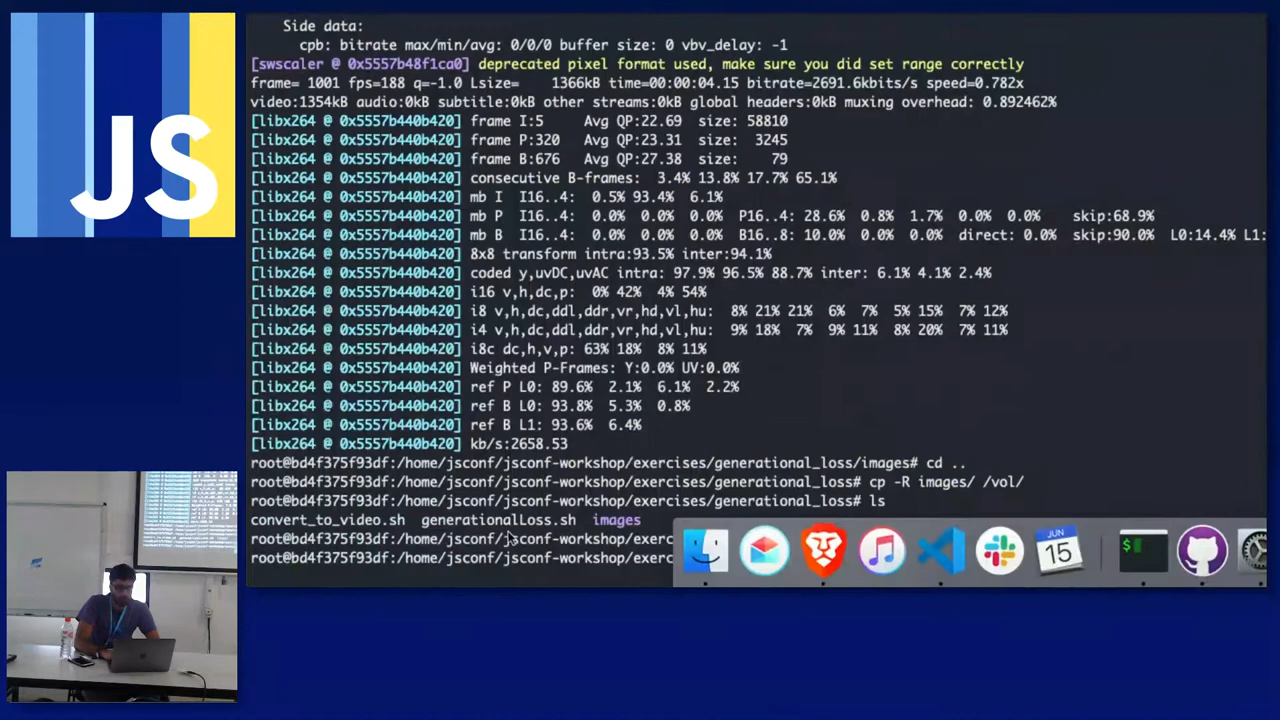 JS
Side data:
cpb: bitrate max/min/avg: 0/0/0 buffer size: 0 vbv_delay: -1
[swscaler @ 0x5557b48f1ca0] deprecated pixel format used, make sure you did set range correctly
frame= 1001 fps=188 q=-1.0 Lsize=    1366kB time=00:00:04.15 bitrate=2691.6kbits/s speed=0.782x
video:1354kB audio:0kB subtitle:0kB other streams:0kB global headers:0kB muxing overhead: 0.892462%
[libx264 @ 0x5557b440b420] frame I:5     Avg QP:22.69  size: 58810
[libx264 @ 0x5557b440b420] frame P:320   Avg QP:23.31  size:  3245
[libx264 @ 0x5557b440b420] frame B:676   Avg QP:27.38  size:    79
[libx264 @ 0x5557b440b420] consecutive B-frames:  3.4% 13.8% 17.7% 65.1%
[libx264 @ 0x5557b440b420] mb I  I16..4:  0.5% 93.4%  6.1%
[libx264 @ 0x5557b440b420] mb P  I16..4:  0.0%  0.0%  0.0%  P16..4: 28.6%  0.8%  1.7%  0.0%  0.0%    skip:68.9%
[libx264 @ 0x5557b440b420] mb B  I16..4:  0.0%  0.0%  0.0%  B16..8: 10.0%  0.0%  0.0%  direct: 0.0%  skip:90.0%  L0:14.4% L1:
[libx264 @ 0x5557b440b420] 8x8 transform intra:93.5% inter:94.1%
[libx264 @ 0x5557b440b420] coded y,uvDC,uvAC intra: 97.9% 96.5% 88.7% inter: 6.1% 4.1% 2.4%
[libx264 @ 0x5557b440b420] i16 v,h,dc,p:  0% 42%  4% 54%
[libx264 @ 0x5557b440b420] i8 v,h,dc,ddl,ddr,vr,hd,vl,hu:  8% 21% 21%  6%  7%  5% 15%  7% 12%
[libx264 @ 0x5557b440b420] i4 v,h,dc,ddl,ddr,vr,hd,vl,hu:  9% 18%  7%  9% 11%  8% 20%  7% 11%
[libx264 @ 0x5557b440b420] i8c dc,h,v,p: 63% 18%  8% 11%
[libx264 @ 0x5557b440b420] Weighted P-Frames: Y:0.0% UV:0.0%
[libx264 @ 0x5557b440b420] ref P L0: 89.6%  2.1%  6.1%  2.2%
[libx264 @ 0x5557b440b420] ref B L0: 93.8%  5.3%  0.8%
[libx264 @ 0x5557b440b420] ref B L1: 93.6%  6.4%
[libx264 @ 0x5557b440b420] kb/s:2658.53
root@bd4f375f93df:/home/jsconf/jsconf-workshop/exercises/generational_loss/images# cd ..
root@bd4f375f93df:/home/jsconf/jsconf-workshop/exercises/generational_loss# cp -R images/ /vol/
root@bd4f375f93df:/home/jsconf/jsconf-workshop/exercises/generational_loss# ls
convert_to_video.sh  generationalLoss.sh  images
root@bd4f375f93df:/home/jsconf/jsconf-workshop/exerc
root@bd4f375f93df:/home/jsconf/jsconf-workshop/exerc
JUN
15
$